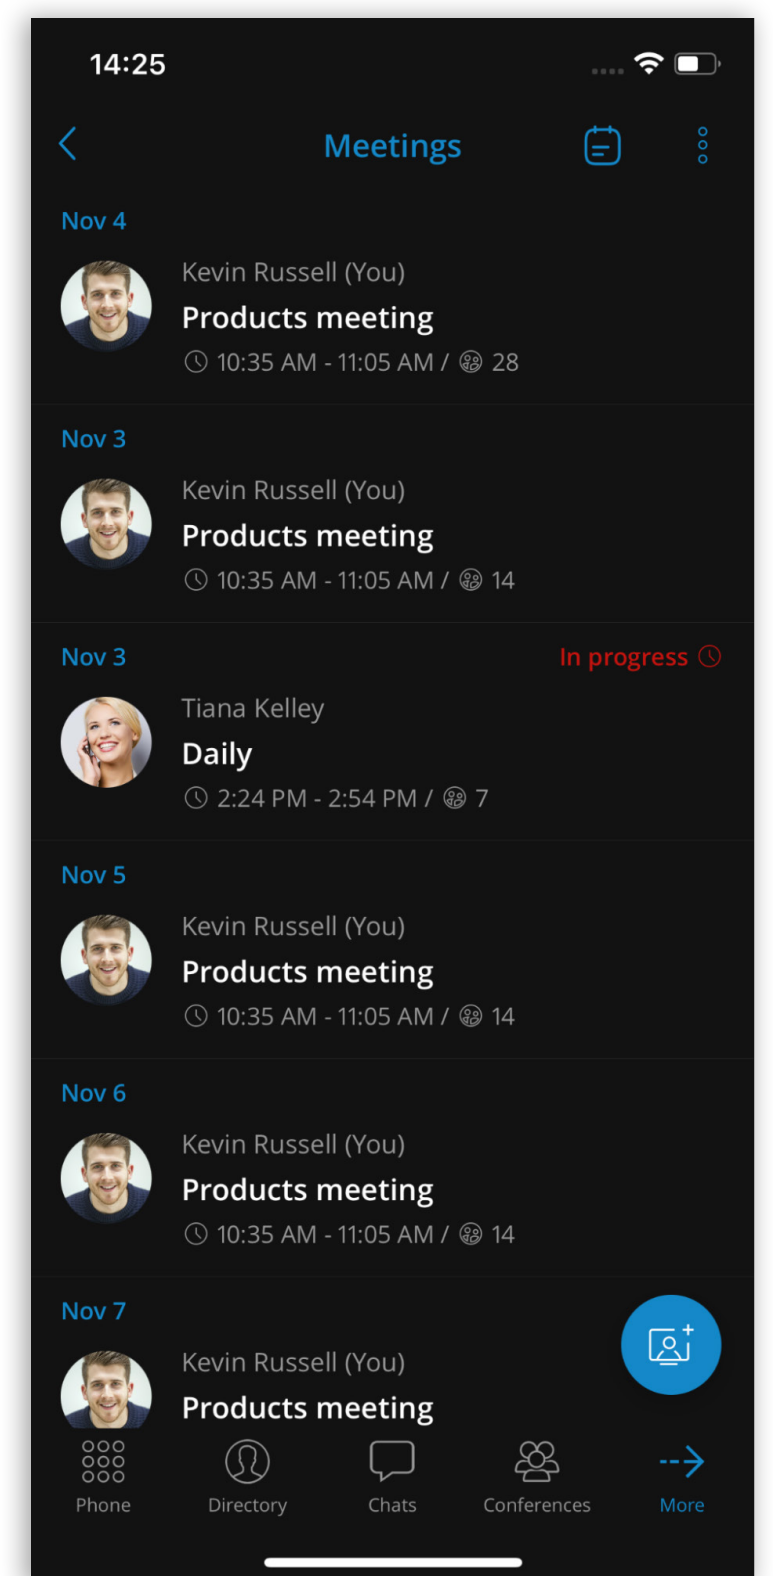 14:25
Meetings
Nov 4
Kevin Russell (You)
Products meeting
10:35 AM - 11:05 AM / 28
Nov 3
Kevin Russell (You)
Products meeting
10:35 AM - 11:05 AM / 14
Nov 3 In progress
Tiana Kelley
Daily
2:24 PM - 2:54 PM / 7
Nov 5
Kevin Russell (You)
Products meeting
10:35 AM - 11:05 AM / 14
Nov 6
Kevin Russell (You)
Products meeting
10:35 AM - 11:05 AM / 14
Nov 7
Kevin Russell (You)
Products meeting
Phone Directory Chats Conferences More